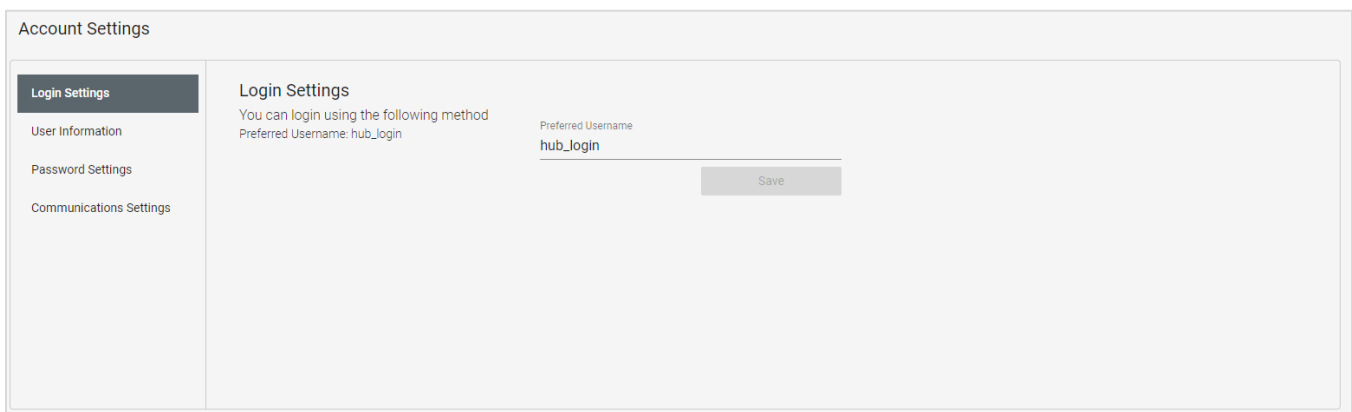 Account Settings
Login Settings
User Information
Password Settings
Communications Settings
Login Settings
You can login using the following method
Preferred Username: hub_login
Preferred Username
hub_login
Save